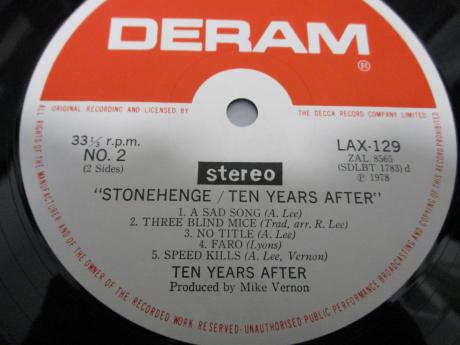 DERAM
®
ORIGINAL RECORDING AND LICENSED BY THE DECCA RECORD COMPANY LIMITED
33⅓ r.p.m.
NO. 2
(2 Sides)
LAX-129
ZAL. 8565
(SDLBT 1783) d
℗ 1978
stereo
"STONEHENGE / TEN YEARS AFTER"
1. A SAD SONG (A. Lee)
2. THREE BLIND MICE (Trad, arr. R. Lee)
3. NO TITLE (A. Lee)
4. FARO (Lyons)
5. SPEED KILLS (A. Lee, Vernon)
TEN YEARS AFTER
Produced by Mike Vernon
ALL RIGHTS OF THE MANUFACTURER AND OF THE OWNER OF THE RECORDED WORK RESERVED-UNAUTHORISED PUBLIC PERFORMANCE BROADCASTING AND COPYING OF THIS RECORD PROHIBITED